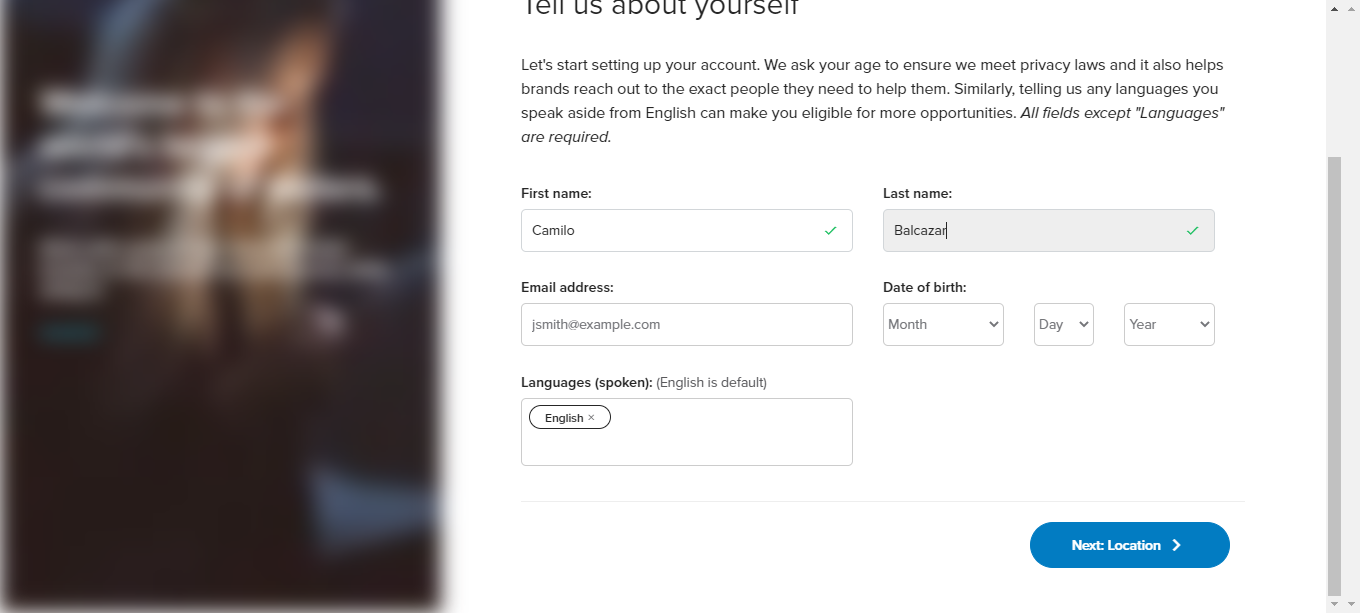 Tell us about yourself
Let's start setting up your account. We ask your age to ensure we meet privacy laws and it also helps
brands reach out to the exact people they need to help them. Similarly, telling us any languages you
speak aside from English can make you eligible for more opportunities. All fields except "Languages"
are required.
First name: Last name:
Camilo Balcazar
Email address: Date of birth:
jsmith@example.com Month Day Year
Languages (spoken): (English is default)
English ×
Next: Location